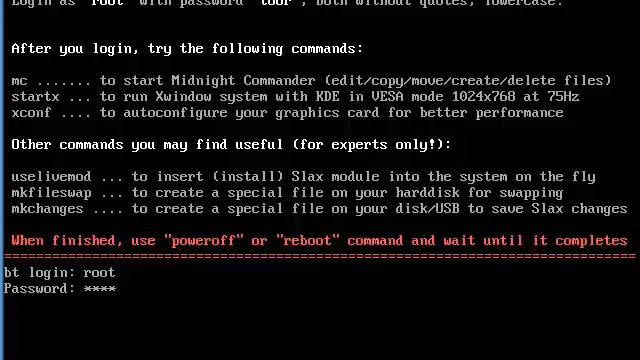 Login as "root" with password "toor", both without quotes, lowercase.
After you login, try the following commands:
mc ....... to start Midnight Commander (edit/copy/move/create/delete files)
startx ... to run Xwindow system with KDE in VESA mode 1024x768 at 75Hz
xconf .... to autoconfigure your graphics card for better performance
Other commands you may find useful (for experts only!):
uselivemod ... to insert (install) Slax module into the system on the fly
mkfileswap ... to create a special file on your harddisk for swapping
mkchanges .... to create a special file on your disk/USB to save Slax changes
When finished, use "poweroff" or "reboot" command and wait until it completes
================================================================================
bt login: root
Password: ****